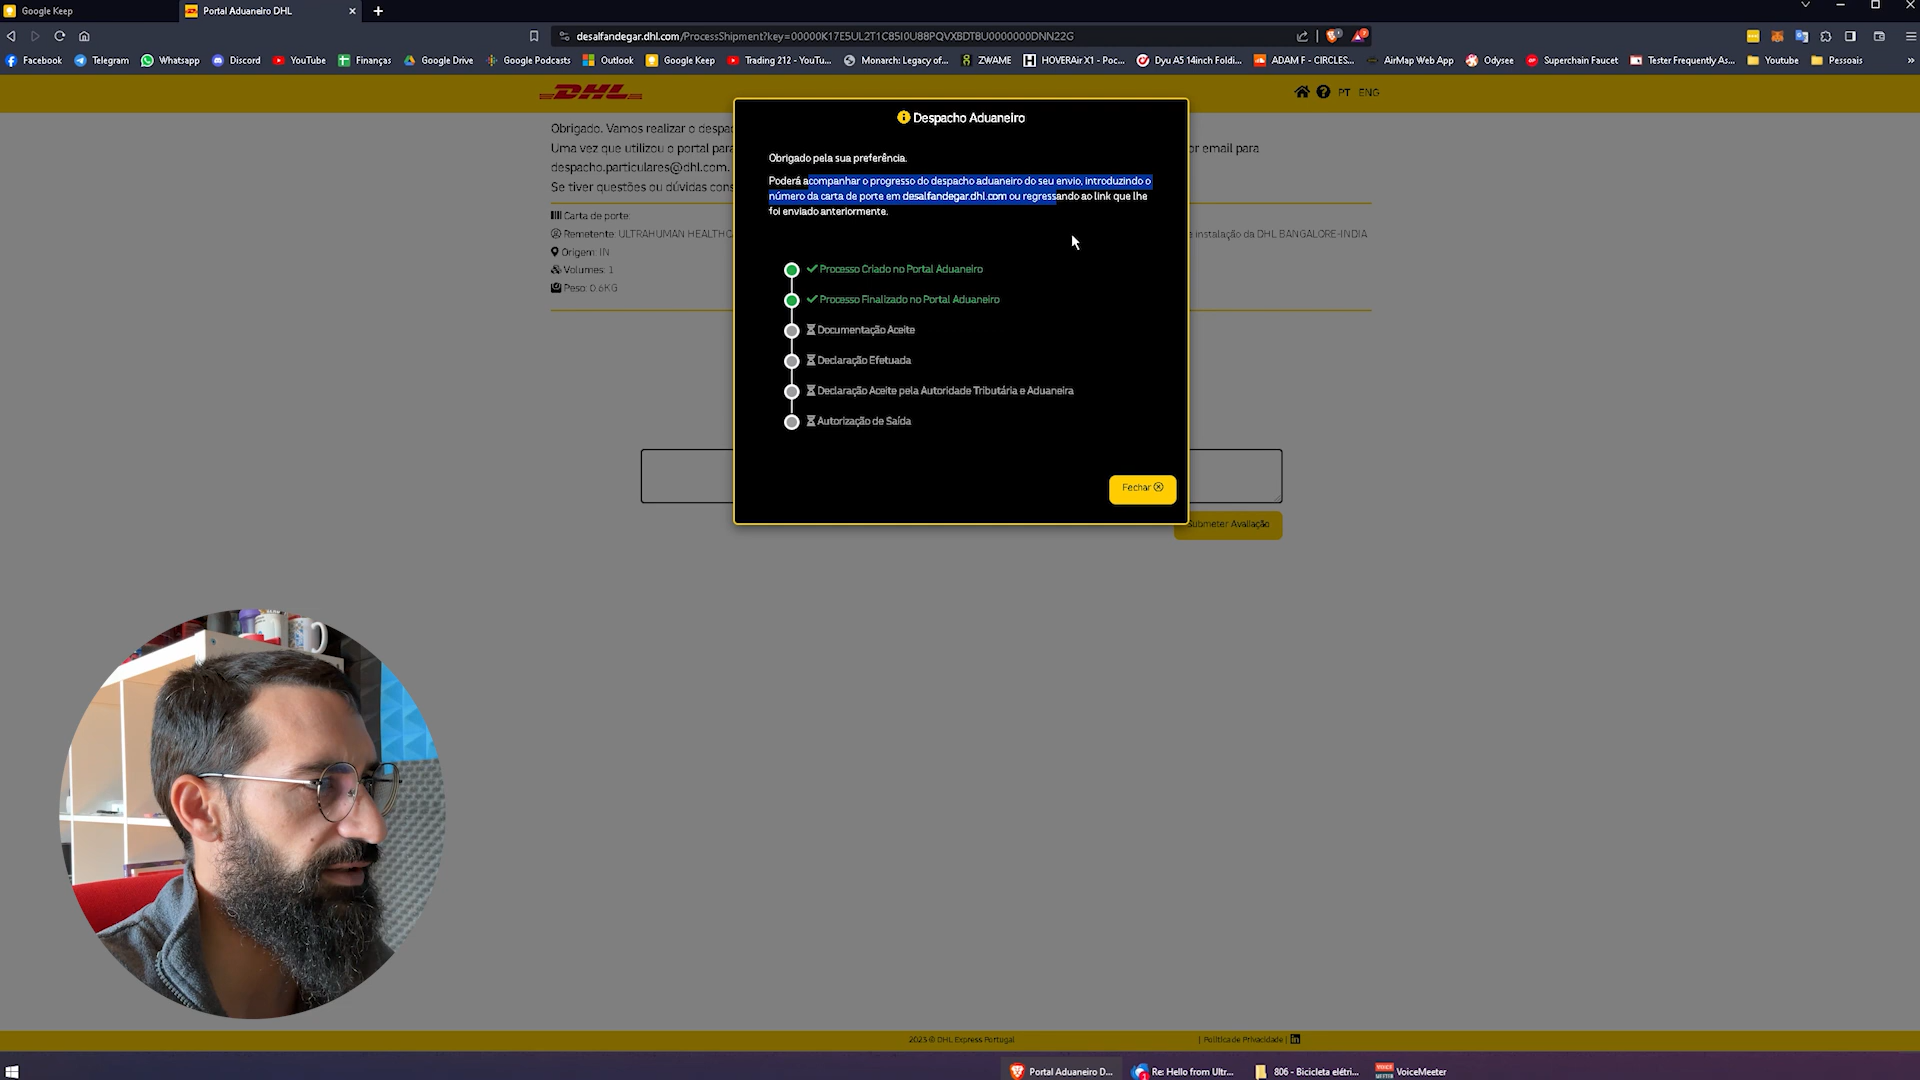 Google Keep
Portal Aduaneiro DHL
desalfandegar.dhl.com/ProcessShipment?key=00000K17E5UL2T1CB5I0U88PQVXBDT8U0000000DNN22G
Facebook Telegram Whatsapp Discord YouTube Finanças Google Drive Google Podcasts Outlook Google Keep Trading 212 - YouTu... Monarch: Legacy of... ZWAME HOVERAir X1 - Poc... Dyu A5 14inch Foldi... ADAM F - CIRCLES... AirMap Web App Odysee Superchain Faucet Tester Frequently As... Youtube Pessoais
DHL
PT ENG
Obrigado. Vamos realizar o despa
Uma vez que utilizou o portal para
or email para
despacho.particulares@dhl.com.
Se tiver questões ou dúvidas cons
Carta de porte:
Remetente: ULTRAHUMAN HEALTHC
e instalação da DHL BANGALORE-INDIA
Origem: IN
Volumes: 1
Peso: 0.6KG
Despacho Aduaneiro
Obrigado pela sua preferência.
Poderá acompanhar o progresso do despacho aduaneiro do seu envio, introduzindo o
número da carta de porte em desalfandegar.dhl.com ou regressando ao link que lhe
foi enviado anteriormente.
Processo Criado no Portal Aduaneiro
Processo Finalizado no Portal Aduaneiro
Documentação Aceite
Declaração Efetuada
Declaração Aceite pela Autoridade Tributária e Aduaneira
Autorização de Saída
Fechar
Submeter Avaliação
2023 © DHL Express Portugal
| Política de Privacidade |
Portal Aduaneiro D...
Re: Hello from Ultr...
806 - Bicicleta elétri...
VoiceMeeter